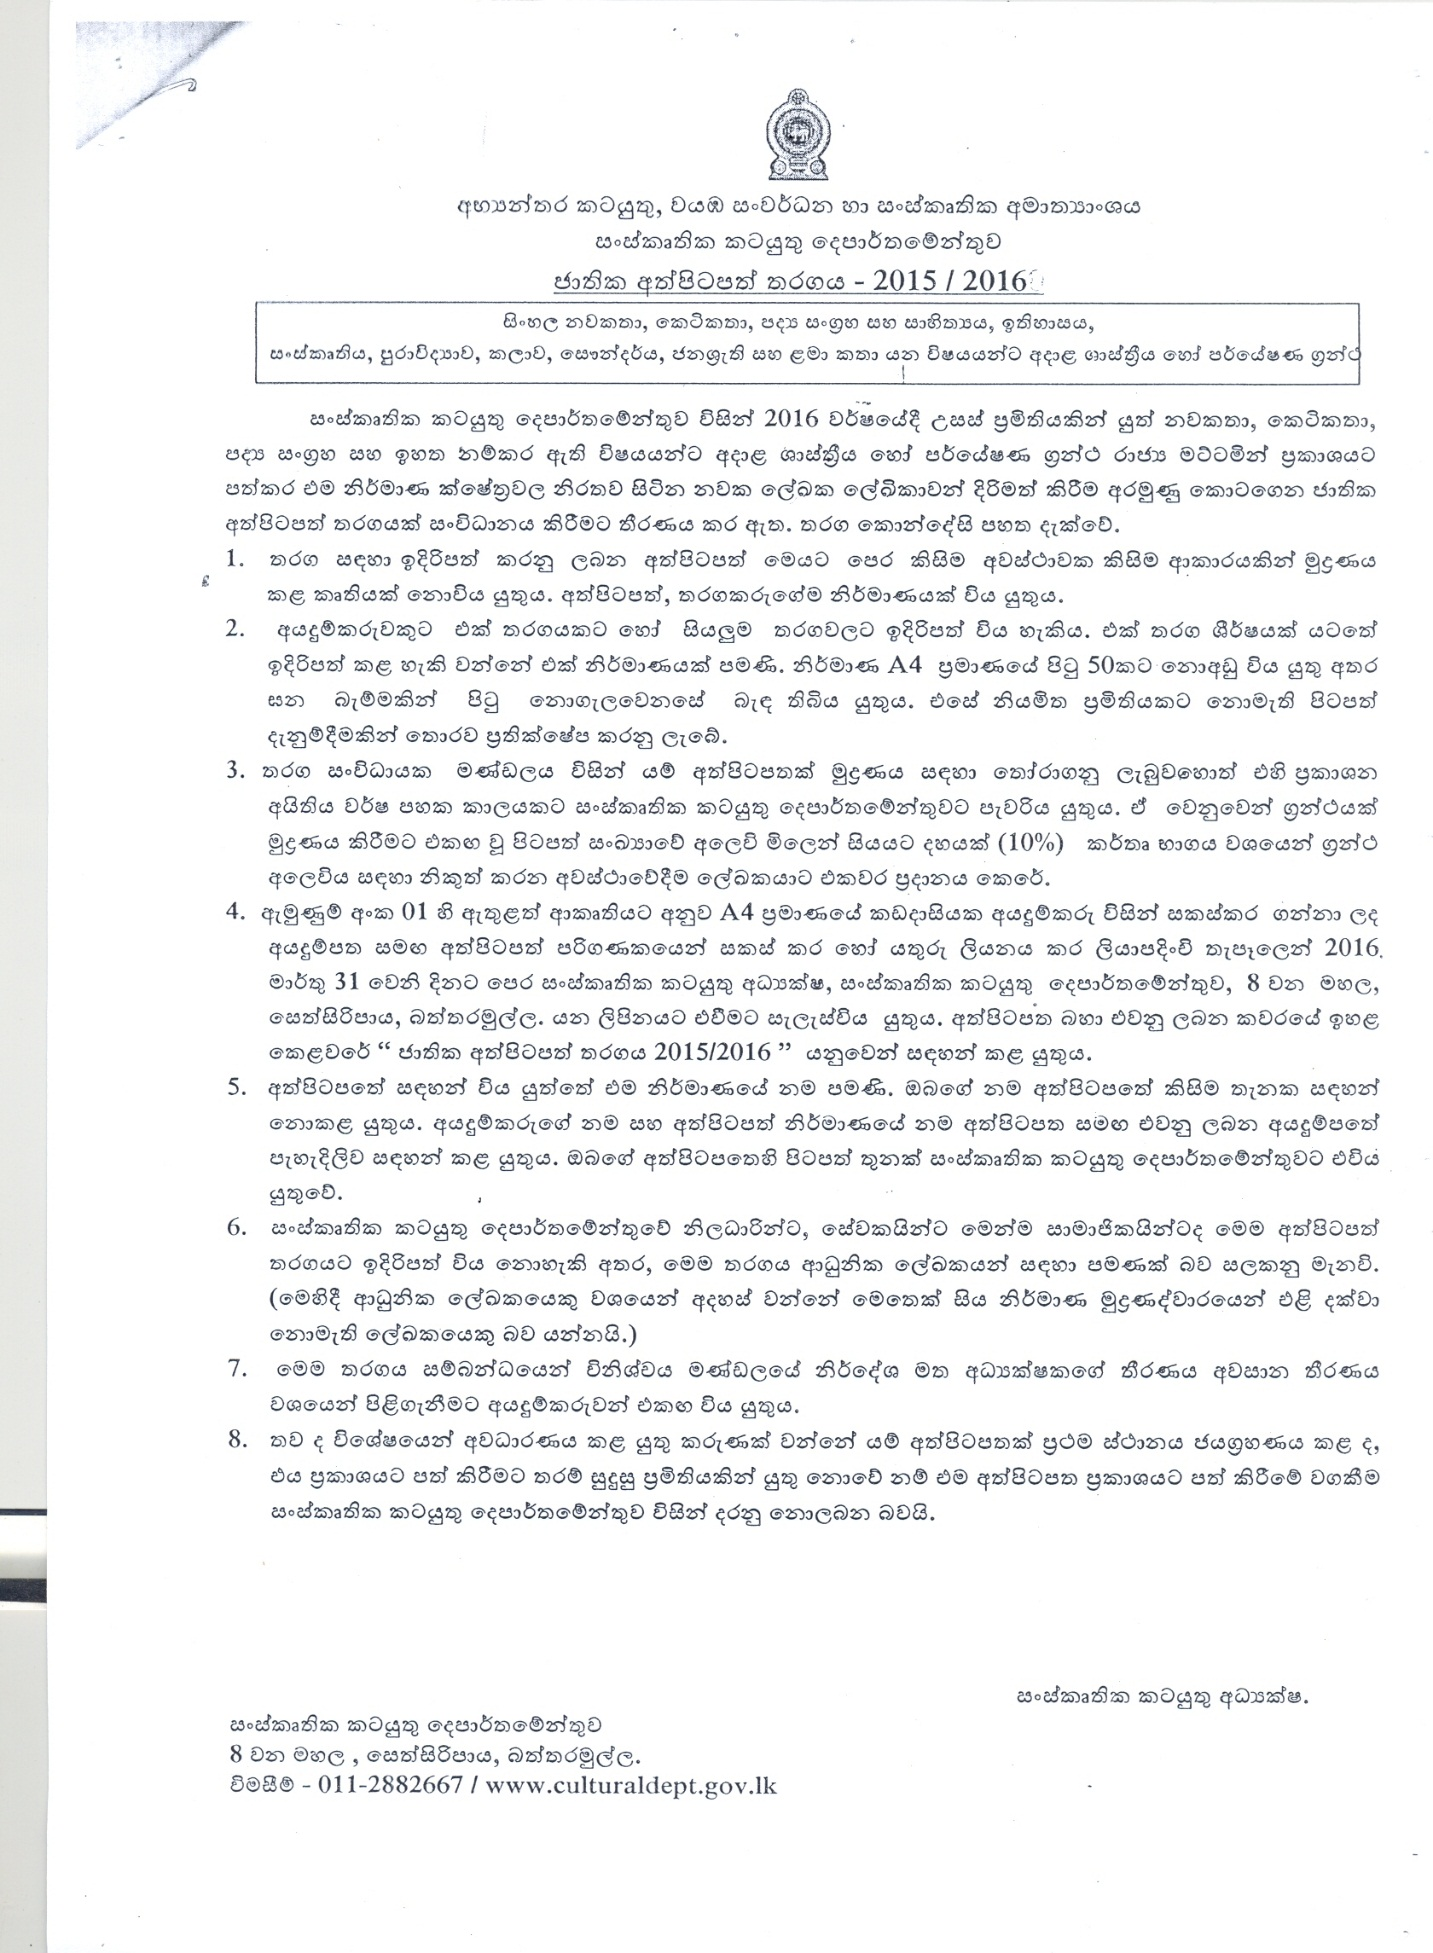 අභ්‍යන්තර කටයුතු, වයඹ සංවර්ධන හා සංස්කෘතික අමාත්‍යාංශය
සංස්කෘතික කටයුතු දෙපාර්තමේන්තුව
ජාතික අත්පිටපත් තරගය - 2015 / 2016
සිංහල නවකතා, කෙටිකතා, පද්‍ය සංග්‍රහ සහ සාහිත්‍යය, ඉතිහාසය,
සංස්කෘතිය, පුරාවිද්‍යාව, කලාව, සෞන්දර්ය, ජනශ්‍රැති සහ ළමා කතා යන විෂයයන්ට අදාළ ශාස්ත්‍රීය හෝ පර්යේෂණ ග්‍රන්ථ
සංස්කෘතික කටයුතු දෙපාර්තමේන්තුව විසින් 2016 වර්ෂයේදී උසස් ප්‍රමිතියකින් යුත් නවකතා, කෙටිකතා,
පද්‍ය සංග්‍රහ සහ ඉහත නම්කර ඇති විෂයයන්ට අදාළ ශාස්ත්‍රීය හෝ පර්යේෂණ ග්‍රන්ථ රාජ්‍ය මට්ටමින් ප්‍රකාශයට
පත්කර එම නිර්මාණ ක්ෂේත්‍රවල නිරතව සිටින නවක ලේඛක ලේඛිකාවන් දිරිමත් කිරීම අරමුණු කොටගෙන ජාතික
අත්පිටපත් තරගයක් සංවිධානය කිරීමට තීරණය කර ඇත. තරග කොන්දේසි පහත දැක්වේ.
1. තරග සඳහා ඉදිරිපත් කරනු ලබන අත්පිටපත් මෙයට පෙර කිසිම අවස්ථාවක කිසිම ආකාරයකින් මුද්‍රණය
කළ කෘතියක් නොවිය යුතුය. අත්පිටපත්, තරගකරුගේම නිර්මාණයක් විය යුතුය.
2. අයදුම්කරුවකුට එක් තරගයකට හෝ සියලුම තරගවලට ඉදිරිපත් විය හැකිය. එක් තරග ශීර්ෂයක් යටතේ
ඉදිරිපත් කළ හැකි වන්නේ එක් නිර්මාණයක් පමණි. නිර්මාණ A4 ප්‍රමාණයේ පිටු 50කට නොඅඩු විය යුතු අතර
ඝන බැම්මකින් පිටු නොගැලවෙනසේ බැඳ තිබිය යුතුය. එසේ නියමිත ප්‍රමිතියකට නොමැති පිටපත්
දැනුම්දීමකින් තොරව ප්‍රතික්ෂේප කරනු ලැබේ.
3. තරග සංවිධායක මණ්ඩලය විසින් යම් අත්පිටපතක් මුද්‍රණය සඳහා තෝරාගනු ලැබුවහොත් එහි ප්‍රකාශන
අයිතිය වර්ෂ පහක කාලයකට සංස්කෘතික කටයුතු දෙපාර්තමේන්තුවට පැවරිය යුතුය. ඒ වෙනුවෙන් ග්‍රන්ථයක්
මුද්‍රණය කිරීමට එකඟ වූ පිටපත් සංඛ්‍යාවේ අලෙවි මිලෙන් සියයට දහයක් (10%) කර්තෘ භාගය වශයෙන් ග්‍රන්ථ
අලෙවිය සඳහා නිකුත් කරන අවස්ථාවේදීම ලේඛකයාට එකවර ප්‍රදානය කෙරේ.
4. ඇමුණුම් අංක 01 හි ඇතුළත් ආකෘතියට අනුව A4 ප්‍රමාණයේ කඩදාසියක අයදුම්කරු විසින් සකස්කර ගන්නා ලද
අයදුම්පත සමඟ අත්පිටපත් පරිගණකයෙන් සකස් කර හෝ යතුරු ලියනය කර ලියාපදිංචි තැපෑලෙන් 2016
මාර්තු 31 වෙනි දිනට පෙර සංස්කෘතික කටයුතු අධ්‍යක්ෂ, සංස්කෘතික කටයුතු දෙපාර්තමේන්තුව, 8 වන මහල,
සෙත්සිරිපාය, බත්තරමුල්ල. යන ලිපිනයට එවීමට සැලැස්විය යුතුය. අත්පිටපත බහා එවනු ලබන කවරයේ ඉහළ
කෙළවරේ “ ජාතික අත්පිටපත් තරගය 2015/2016 ” යනුවෙන් සඳහන් කළ යුතුය.
5. අත්පිටපතේ සඳහන් විය යුත්තේ එම නිර්මාණයේ නම පමණි. ඔබගේ නම අත්පිටපතේ කිසිම තැනක සඳහන්
නොකළ යුතුය. අයදුම්කරුගේ නම සහ අත්පිටපත් නිර්මාණයේ නම අත්පිටපත සමඟ එවනු ලබන අයදුම්පතේ
පැහැදිලිව සඳහන් කළ යුතුය. ඔබගේ අත්පිටපතෙහි පිටපත් තුනක් සංස්කෘතික කටයුතු දෙපාර්තමේන්තුවට එවිය
යුතුවේ.
6. සංස්කෘතික කටයුතු දෙපාර්තමේන්තුවේ නිලධාරින්ට, සේවකයින්ට මෙන්ම සාමාජිකයින්ටද මෙම අත්පිටපත්
තරගයට ඉදිරිපත් විය නොහැකි අතර, මෙම තරගය ආධුනික ලේඛකයන් සඳහා පමණක් බව සලකනු මැනවි.
(මෙහිදී ආධුනික ලේඛකයෙකු වශයෙන් අදහස් වන්නේ මෙතෙක් සිය නිර්මාණ මුද්‍රණද්වාරයෙන් එළි දක්වා
නොමැති ලේඛකයෙකු බව යන්නයි.)
7. මෙම තරගය සම්බන්ධයෙන් විනිශ්චය මණ්ඩලයේ නිර්දේශ මත අධ්‍යක්ෂකගේ තීරණය අවසාන තීරණය
වශයෙන් පිළිගැනීමට අයදුම්කරුවන් එකඟ විය යුතුය.
8. තව ද විශේෂයෙන් අවධාරණය කළ යුතු කරුණක් වන්නේ යම් අත්පිටපතක් ප්‍රථම ස්ථානය ජයග්‍රහණය කළ ද,
එය ප්‍රකාශයට පත් කිරීමට තරම් සුදුසු ප්‍රමිතියකින් යුතු නොවේ නම් එම අත්පිටපත ප්‍රකාශයට පත් කිරීමේ වගකීම
සංස්කෘතික කටයුතු දෙපාර්තමේන්තුව විසින් දරනු නොලබන බවයි.
සංස්කෘතික කටයුතු අධ්‍යක්ෂ.
සංස්කෘතික කටයුතු දෙපාර්තමේන්තුව
8 වන මහල , සෙත්සිරිපාය, බත්තරමුල්ල.
විමසීම් - 011-2882667 / www.culturaldept.gov.lk